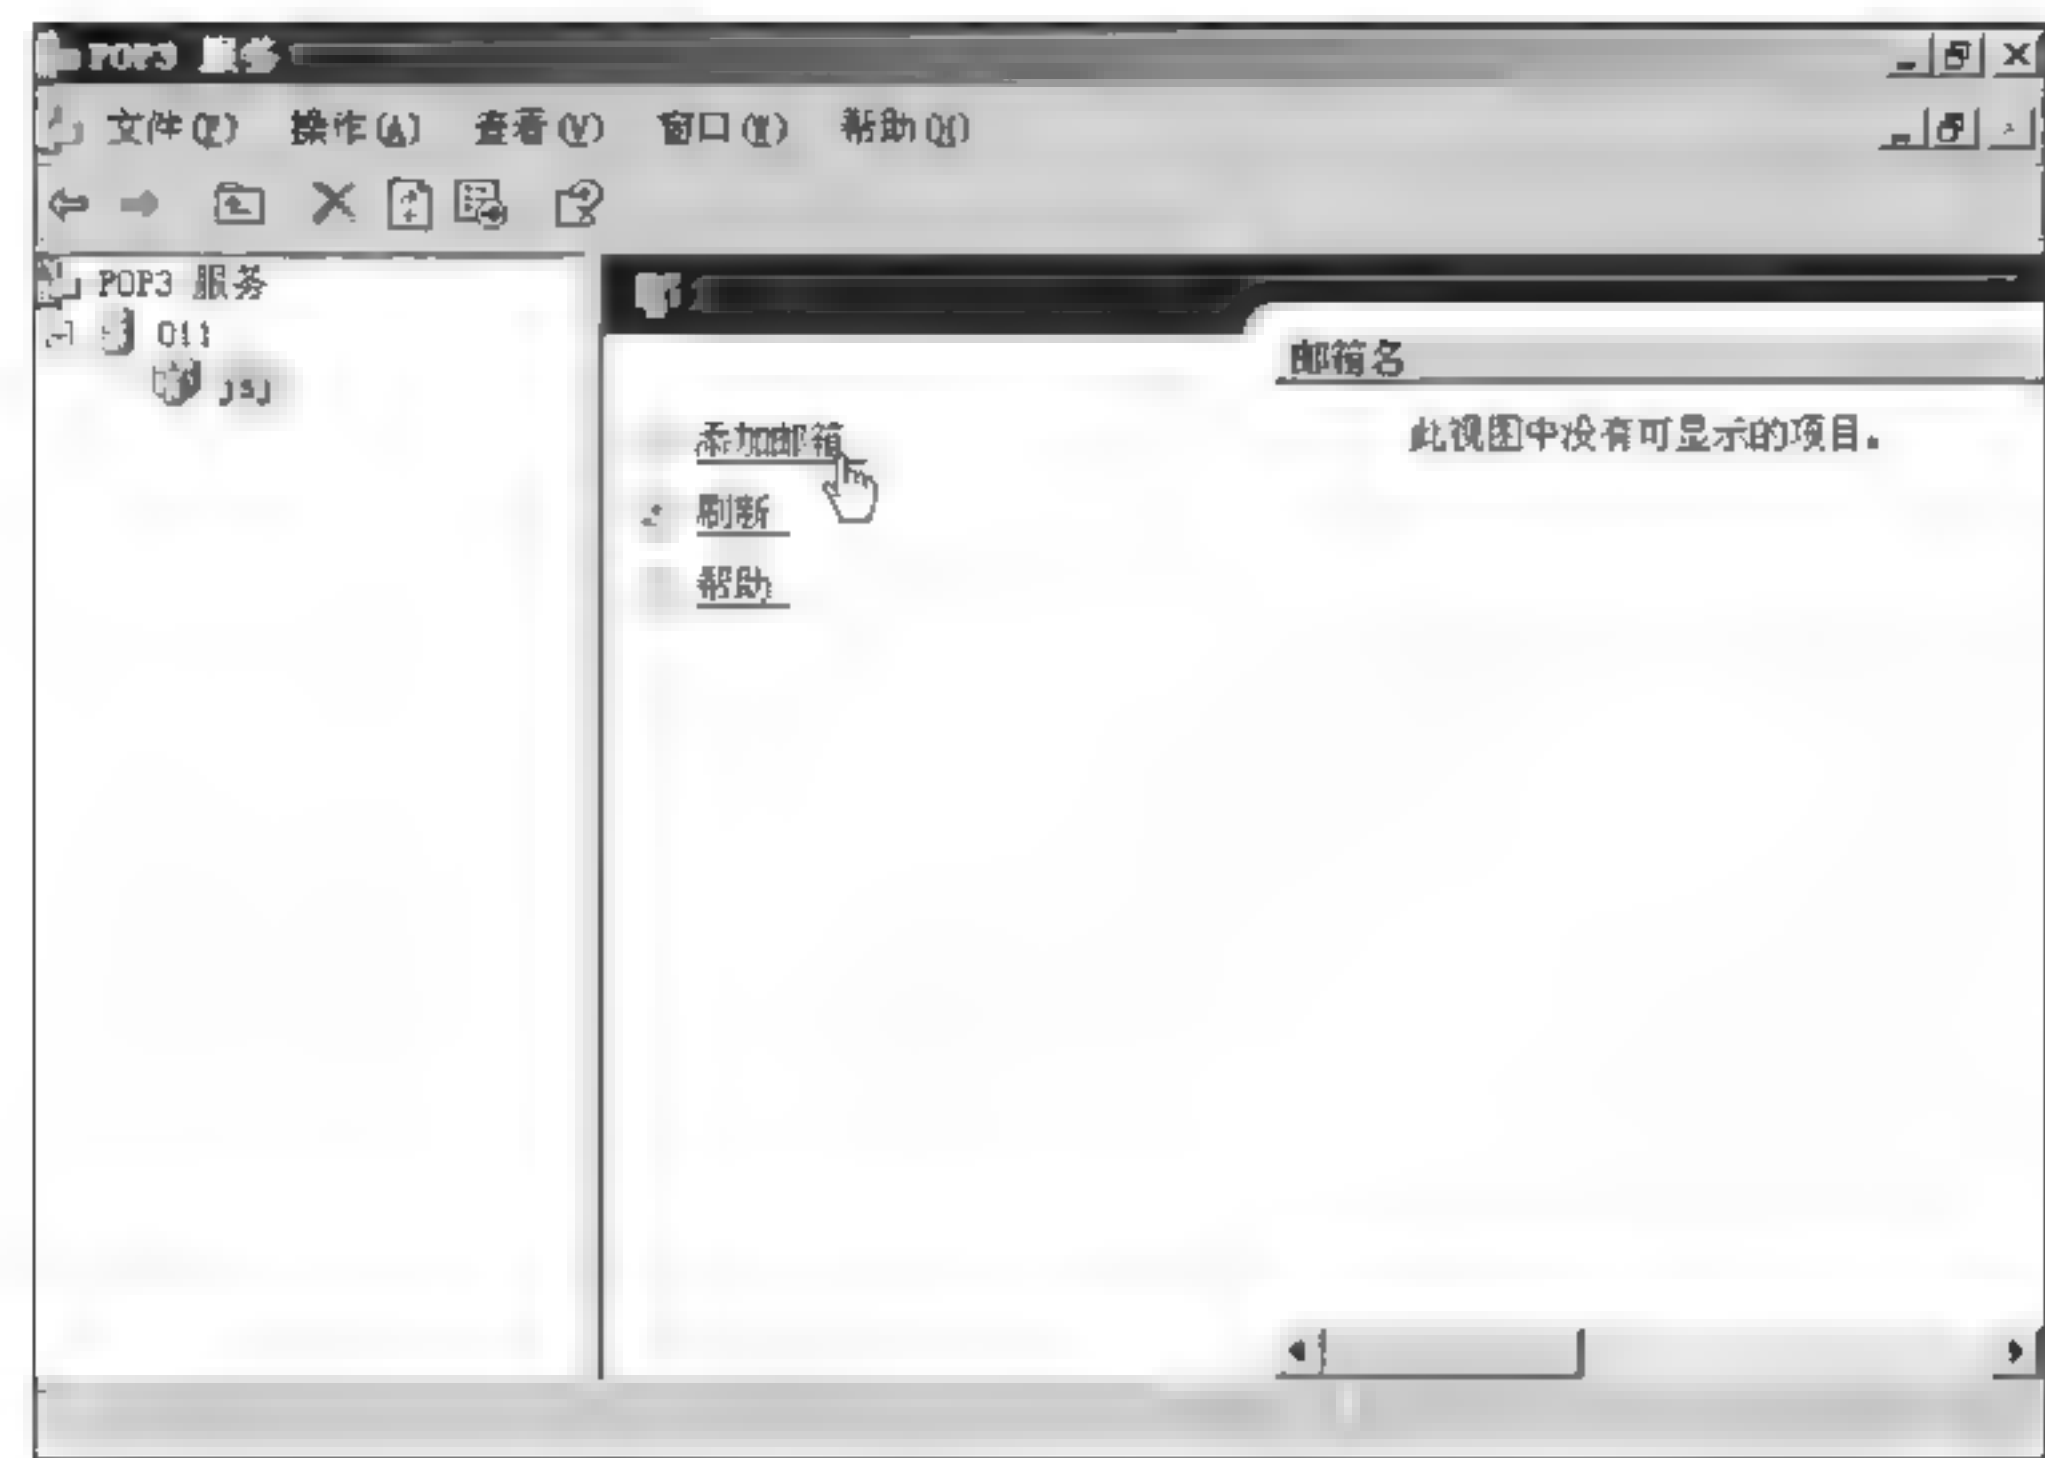 POP3 服务
文件(F) 操作(A) 查看(V) 窗口(W) 帮助(H)
POP3 服务
011
jsj
邮箱名
添加邮箱
此视图中没有可显示的项目。
刷新
帮助